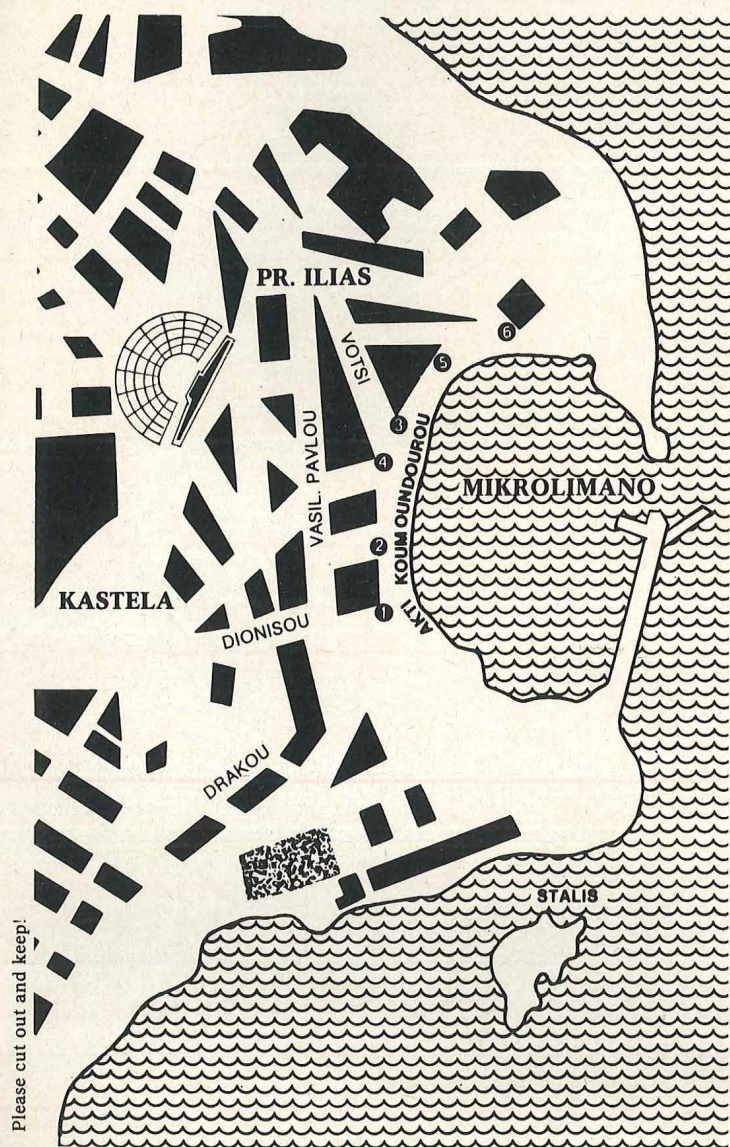 PR. ILIAS
VOTSI
6
5
3
VASIL. PAVLOU
4
AKTI KOUMOUNDOUROU
MIKROLIMANO
2
KASTELA
1
DIONISOU
DRAKOU
STALIS
Please cut out and keep!